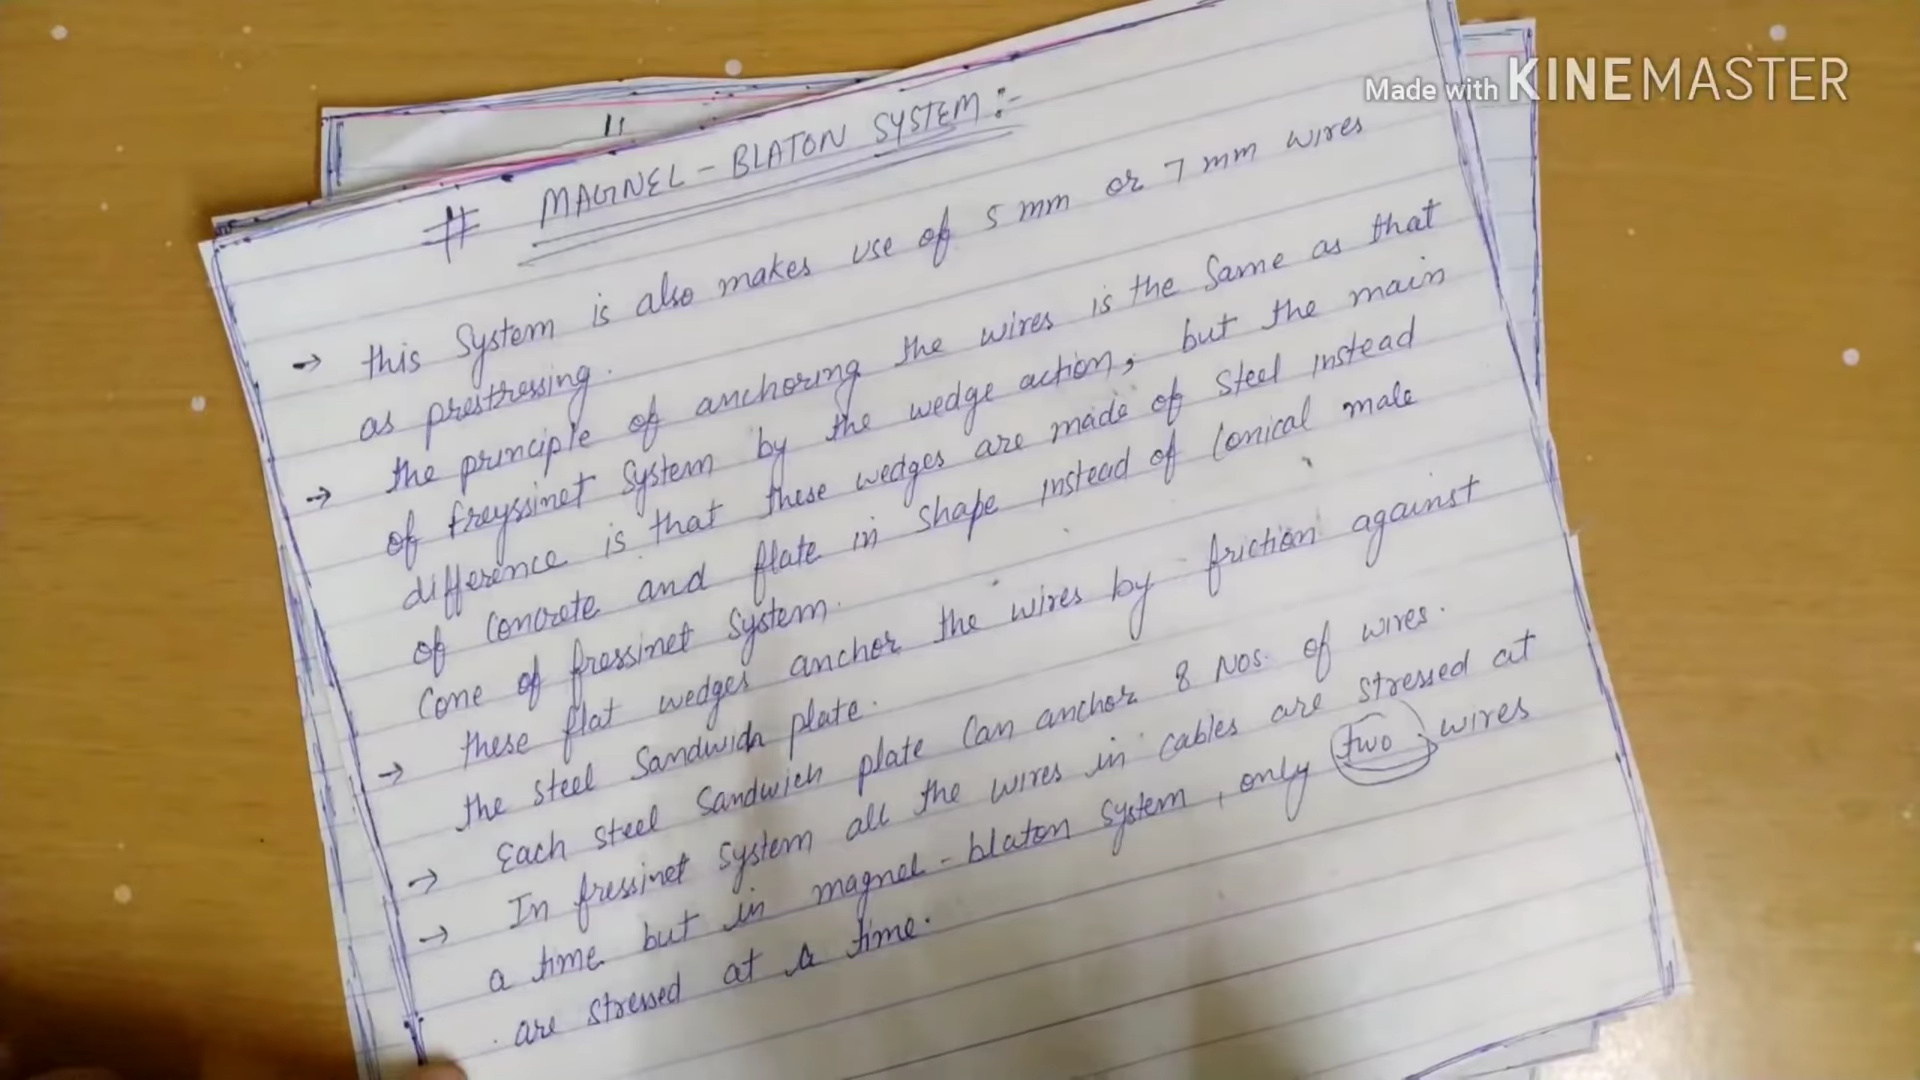 Made with KINEMASTER
# MAGNEL - BLATON SYSTEM :-
→ this System is also makes use of 5 mm or 7 mm wires
as prestressing.
→ the principle of anchoring the wires is the Same as that
of freyssinet System by the wedge action, but the main
difference is that these wedges are made of Steel instead
of Concrete and flate in shape instead of Conical male
Cone of fressinet System.
→ these flat wedges anchor the wires by friction against
the steel Sandwich plate.
→ Each steel Sandwich plate Can anchor 8 Nos. of wires.
→ In fressinet System all the wires in cables are stressed at
a time but in magnel - blaton System, only two wires
are stressed at a time.